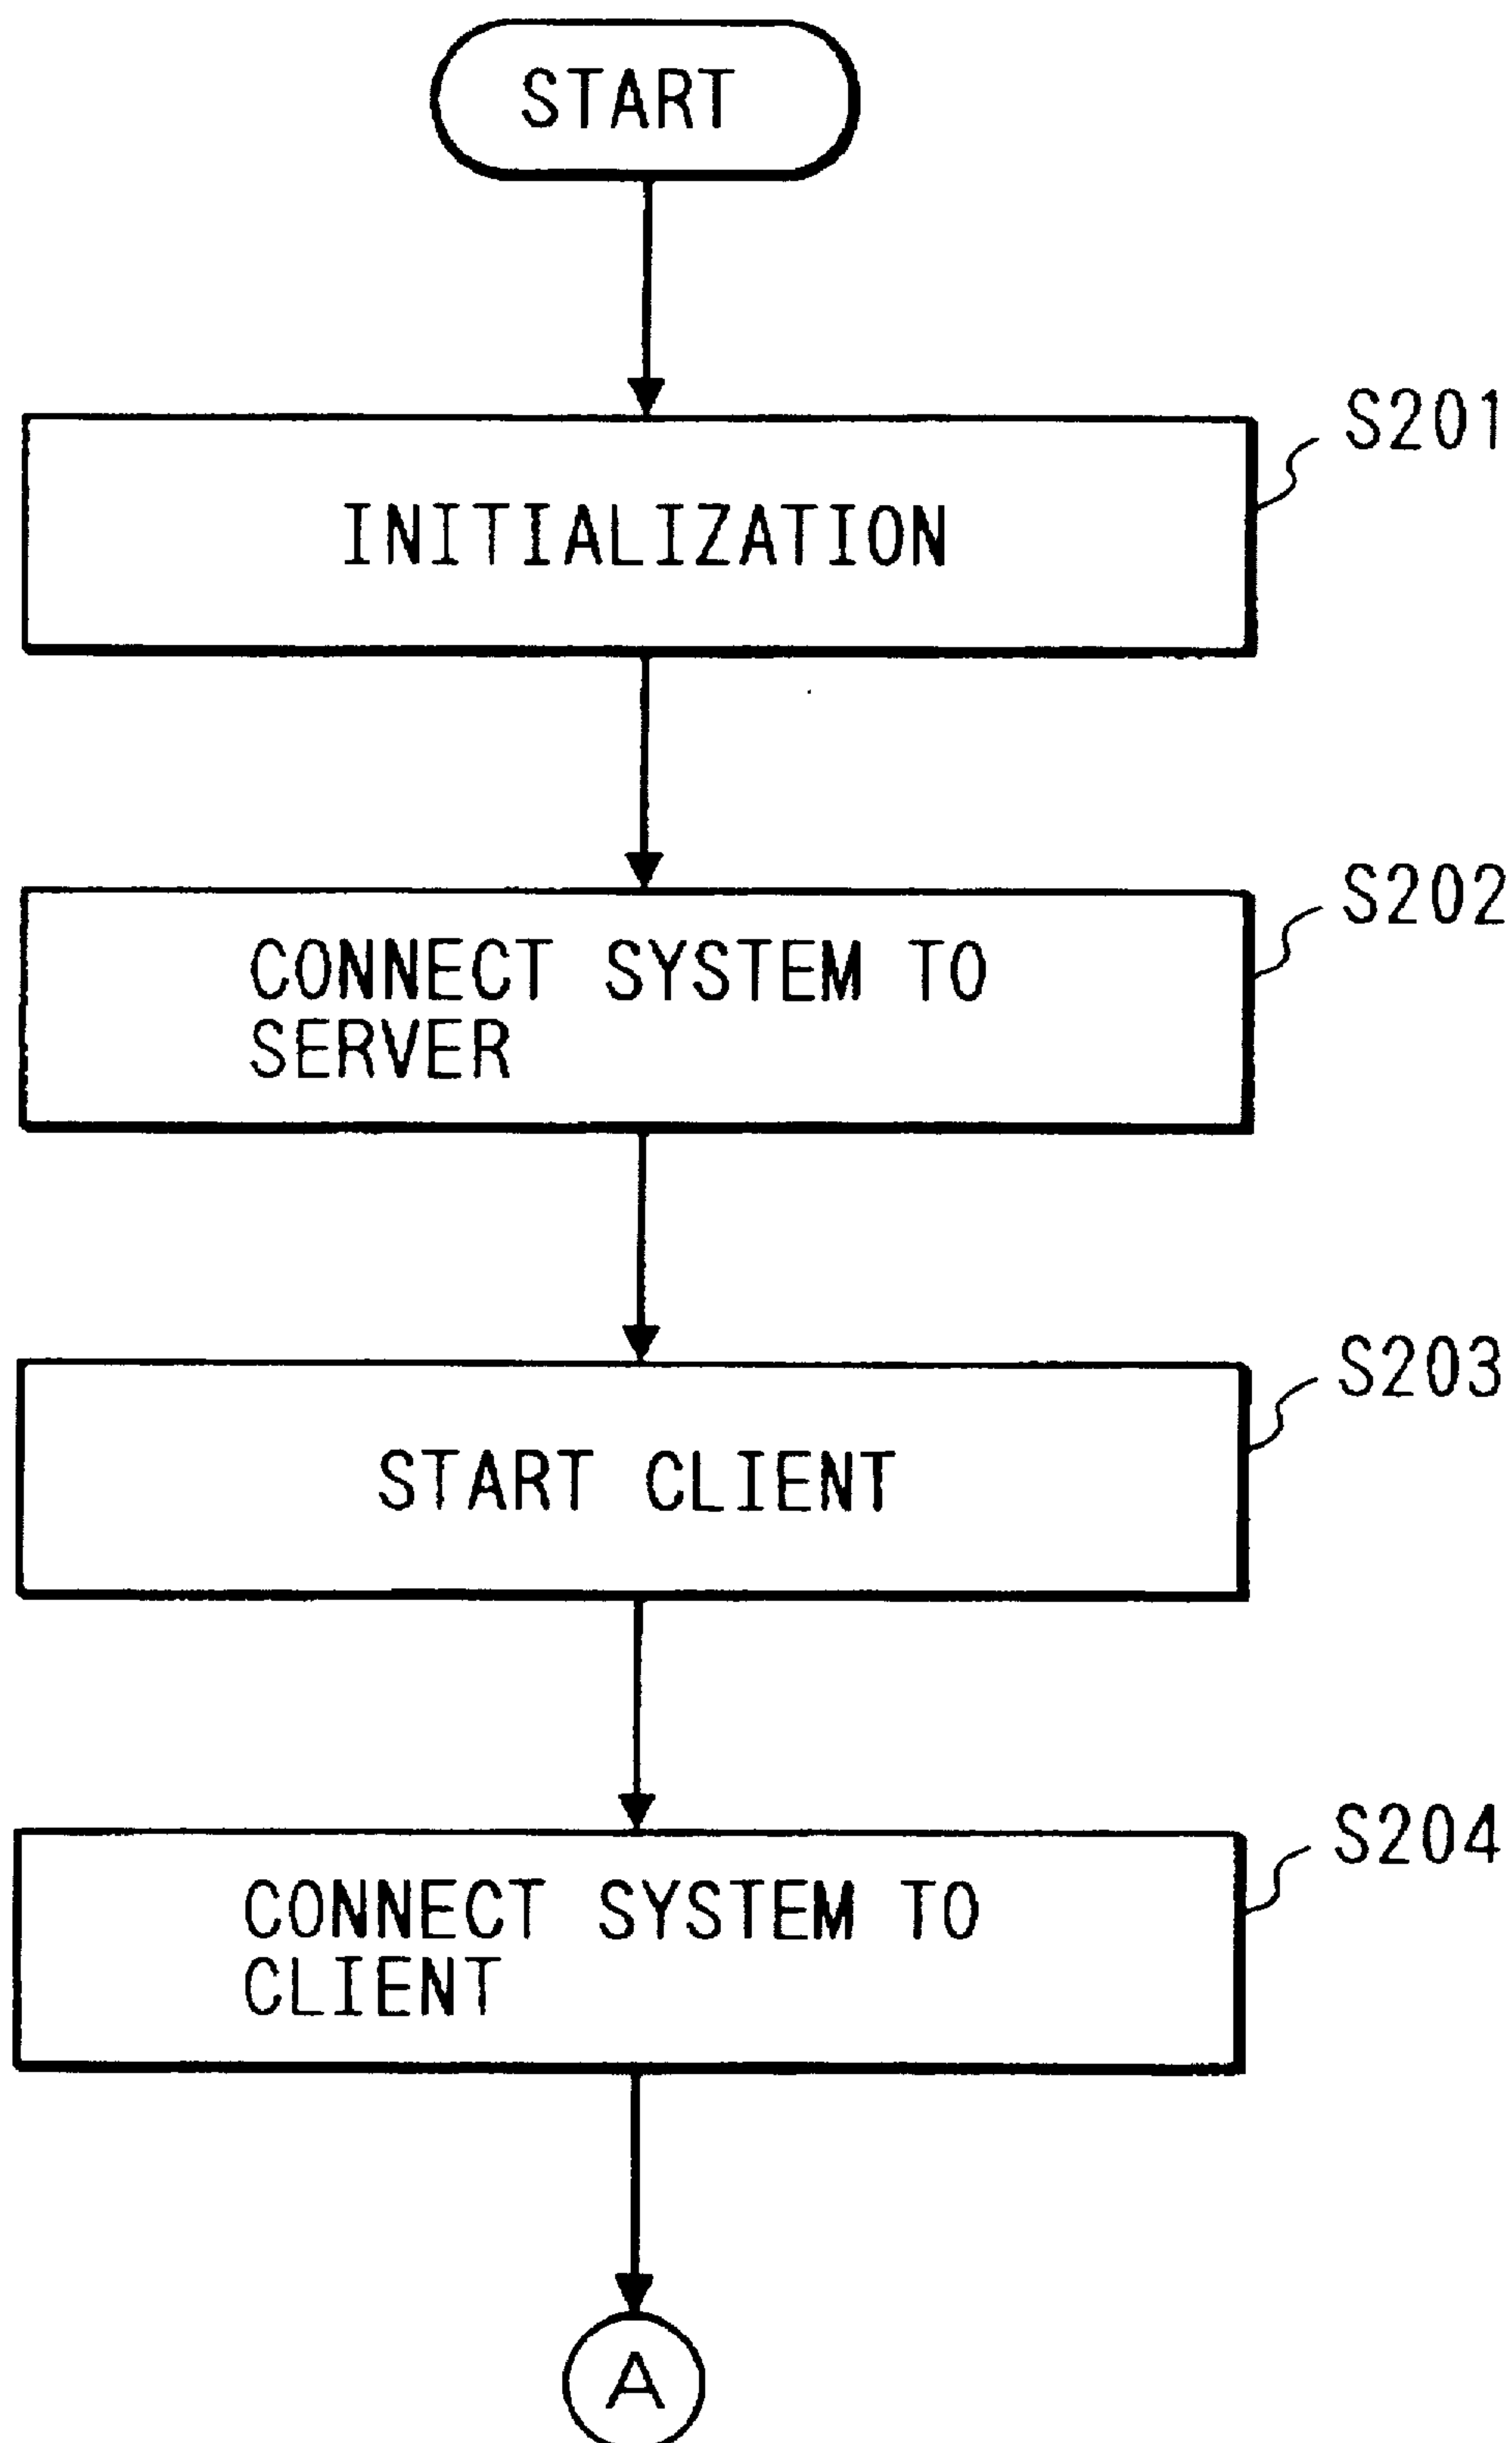 START
S201
INITIALIZATION
S202
CONNECT SYSTEM TO
SERVER
S203
START CLIENT
S204
CONNECT SYSTEM TO
CLIENT
A